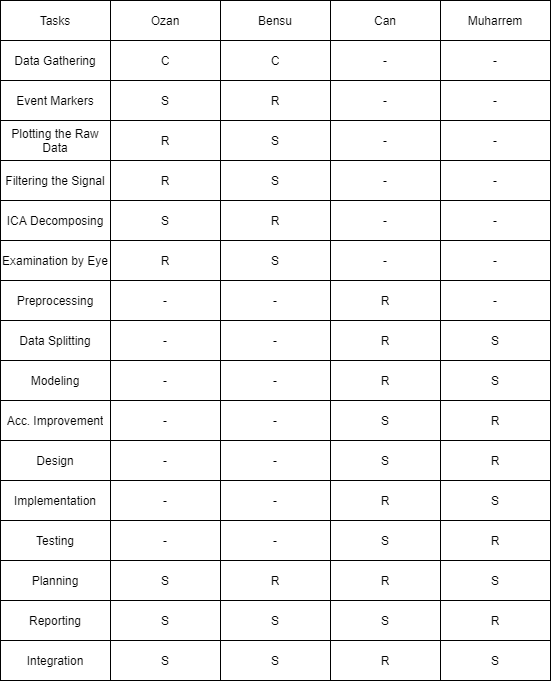 Tasks Ozan Bensu Can Muharrem
Data Gathering C C - -
Event Markers S R - -
Plotting the Raw
Data R S - -
Filtering the Signal R S - -
ICA Decomposing S R - -
Examination by Eye R S - -
Preprocessing - - R -
Data Splitting - - R S
Modeling - - R S
Acc. Improvement - - S R
Design - - S R
Implementation - - R S
Testing - - S R
Planning S R R S
Reporting S S S R
Integration S S R S